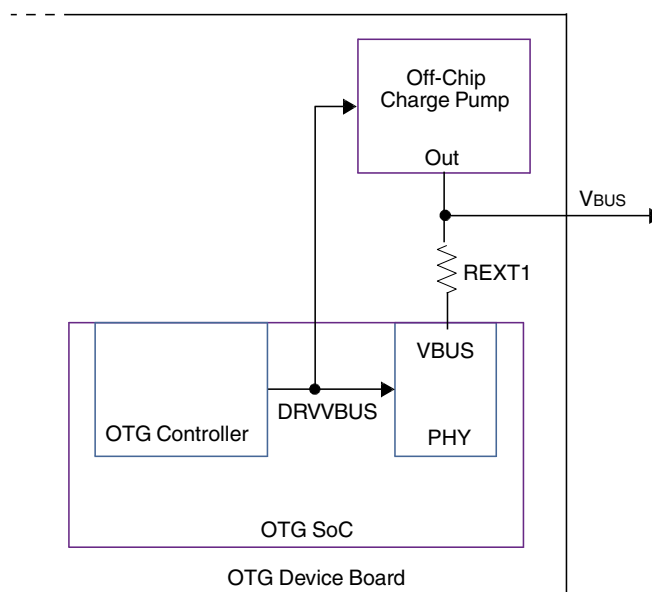 Off-Chip
Charge Pump
Out
VBUS
REXT1
VBUS
DRVVBUS
OTG Controller
PHY
OTG SoC
OTG Device Board